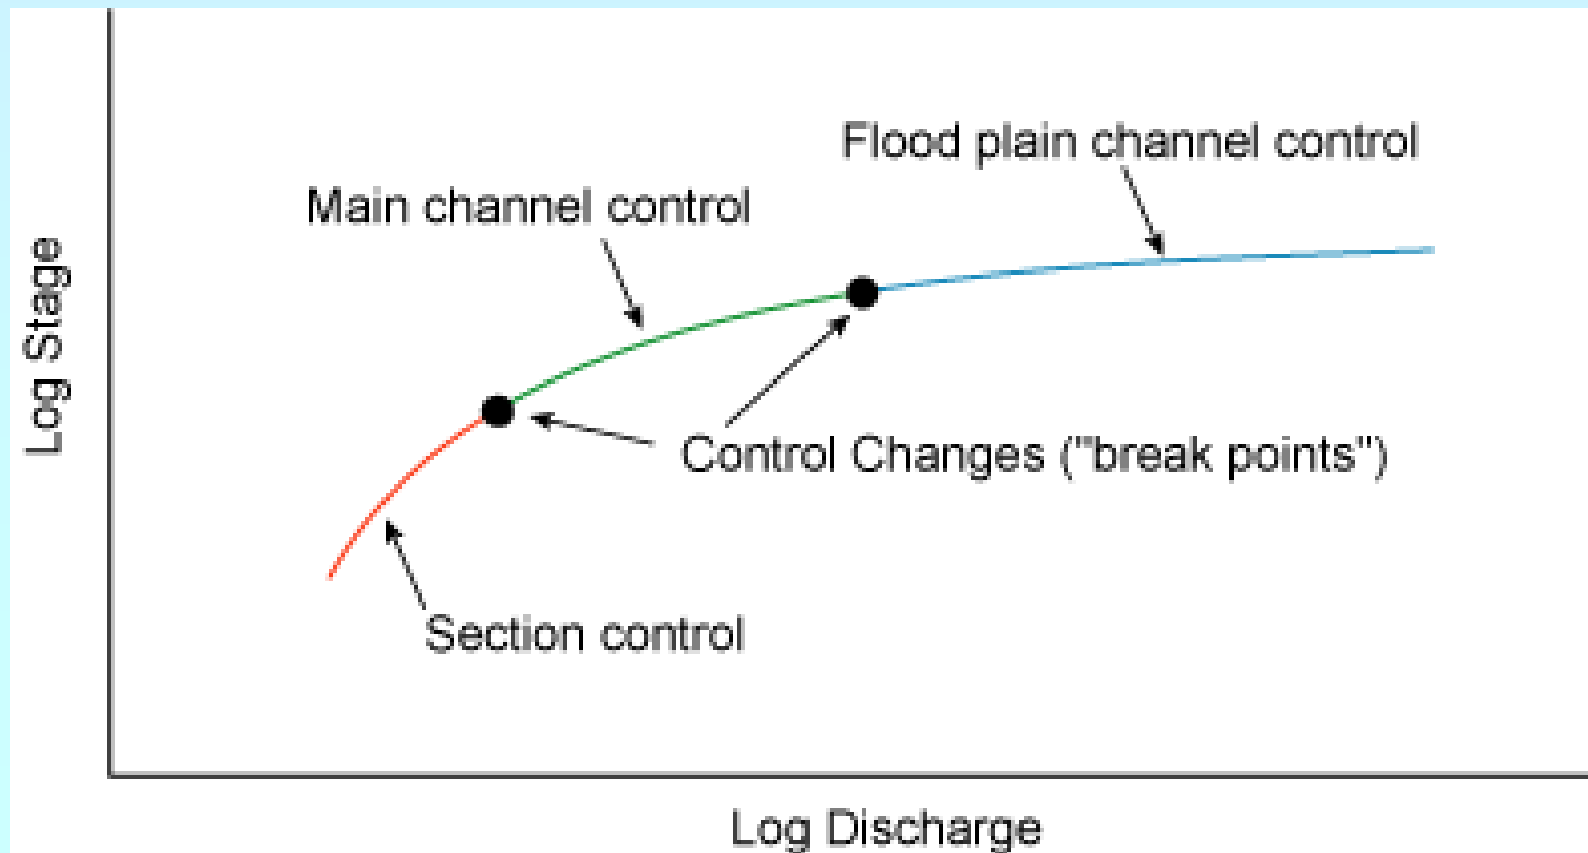 Flood plain channel control
Main channel control
Log Stage
Control Changes ("break points")
Section control
Log Discharge